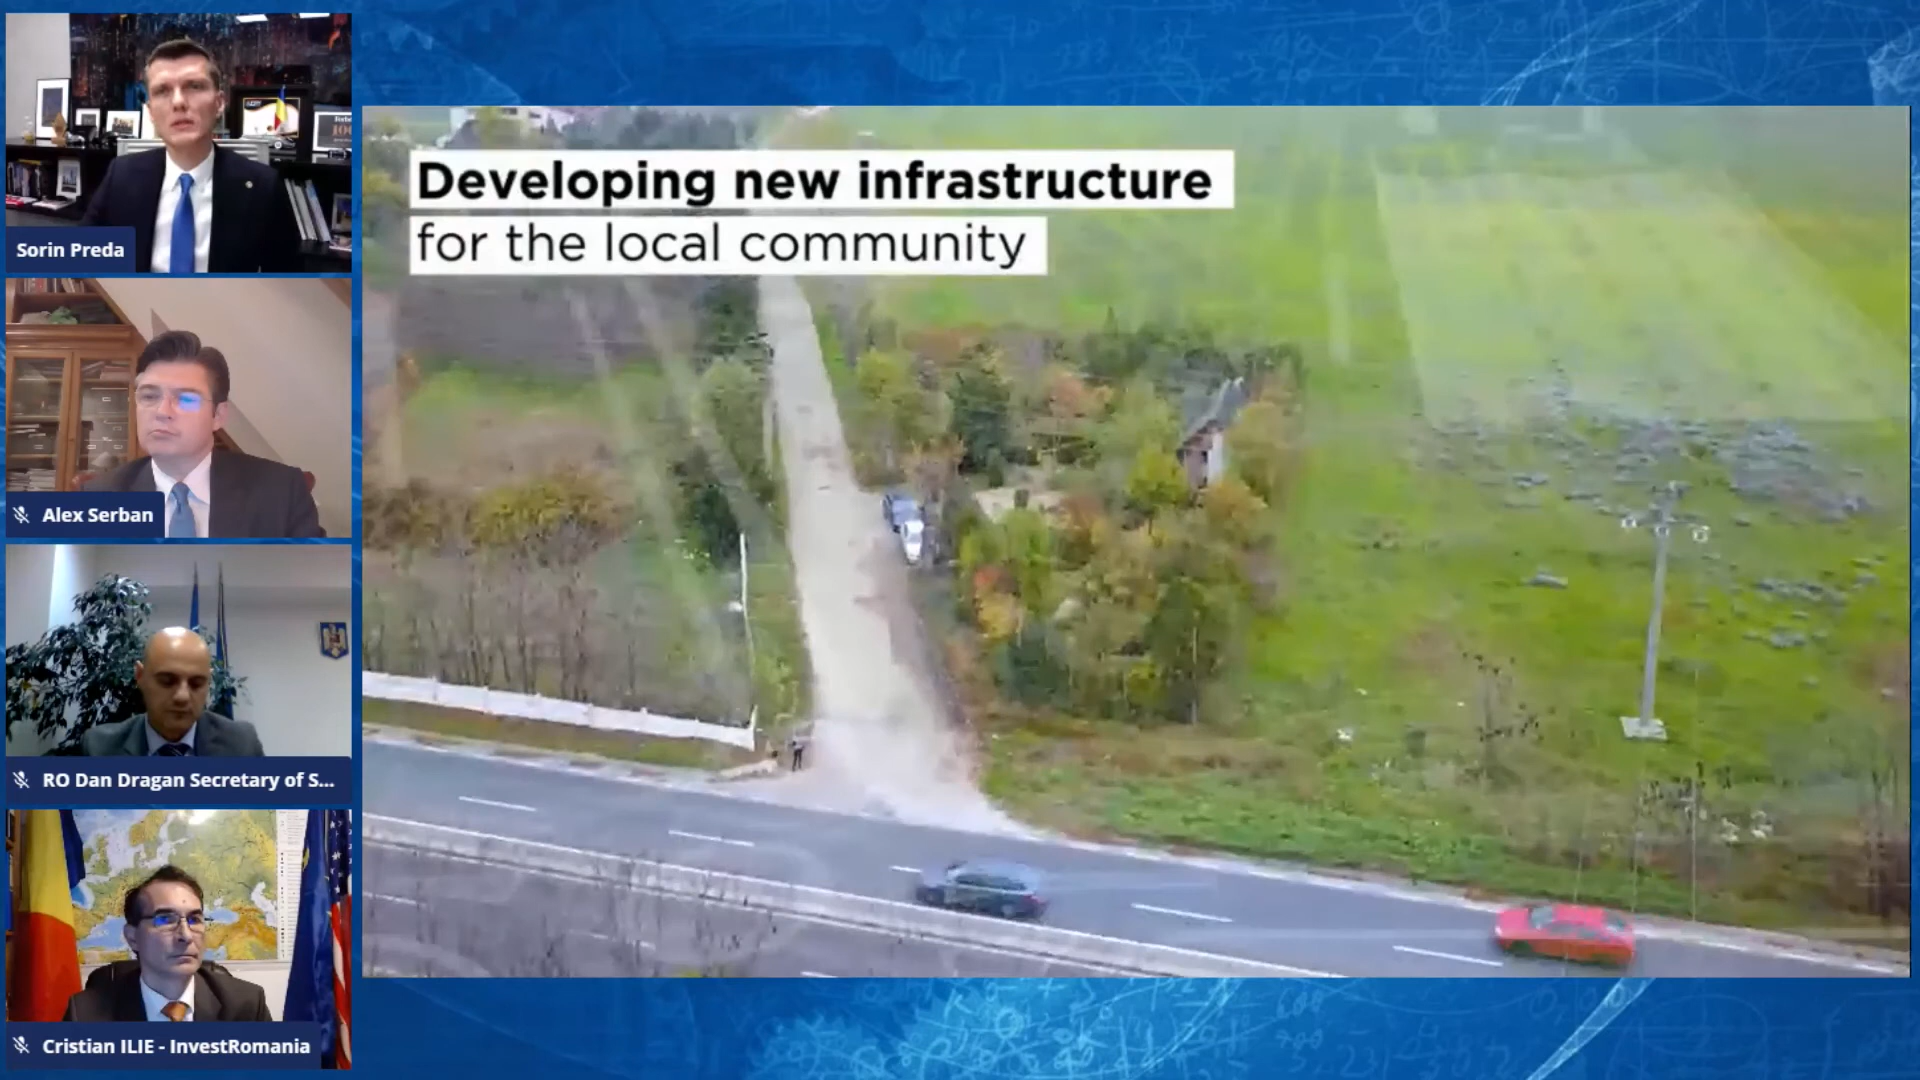 Sorin Preda
Alex Serban
RO Dan Dragan Secretary of S...
Cristian ILIE - InvestRomania
Developing new infrastructure
for the local community